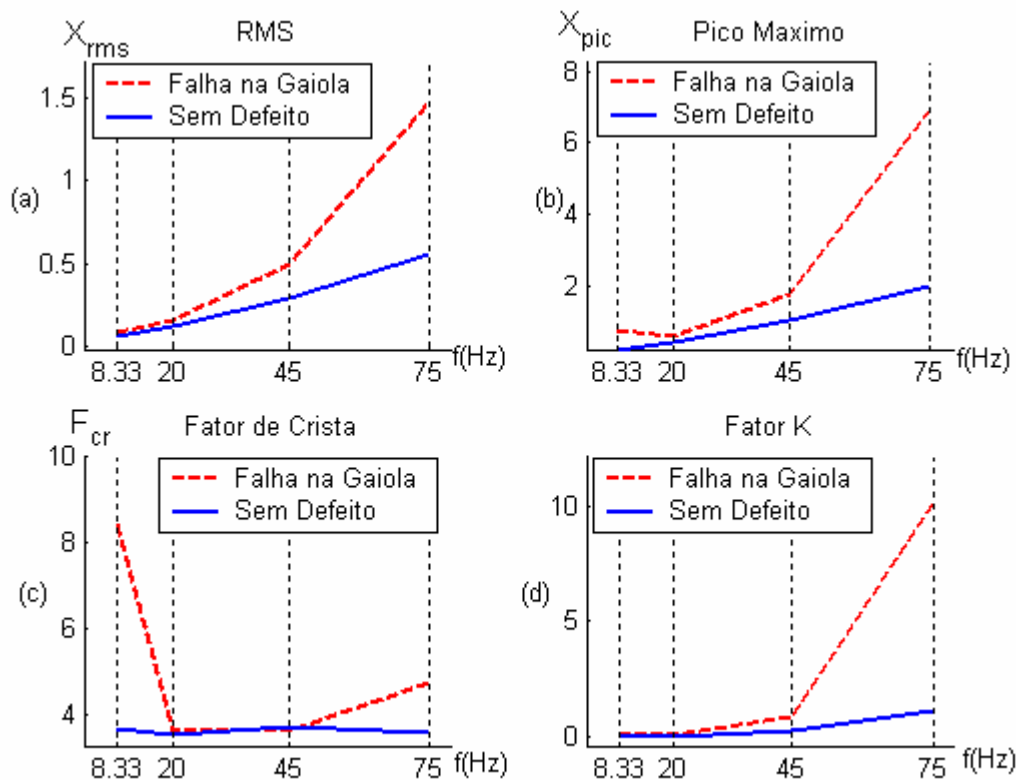 X_rms
RMS
Falha na Gaiola
Sem Defeito
1.5
1
0.5
0
(a)
8.33 20 45 75 f(Hz)
X_pic
Pico Maximo
Falha na Gaiola
Sem Defeito
8
6
4
2
(b)
8.33 20 45 75 f(Hz)
F_cr
Fator de Crista
Falha na Gaiola
Sem Defeito
10
8
6
4
(c)
8.33 20 45 75 f(Hz)
Fator K
Falha na Gaiola
Sem Defeito
10
5
0
(d)
8.33 20 45 75 f(Hz)